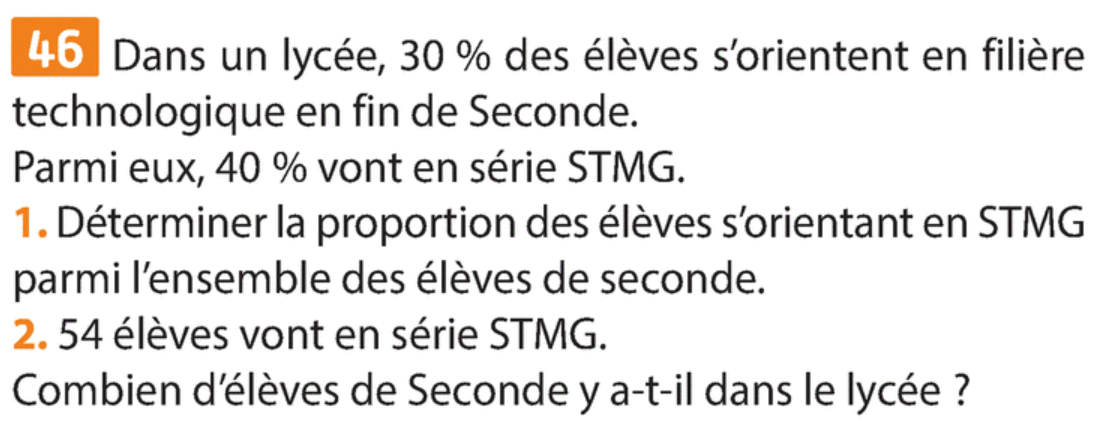 46 Dans un lycée, 30 % des élèves s’orientent en filière
technologique en fin de Seconde.
Parmi eux, 40 % vont en série STMG.
1. Déterminer la proportion des élèves s’orientant en STMG
parmi l’ensemble des élèves de seconde.
2. 54 élèves vont en série STMG.
Combien d’élèves de Seconde y a-t-il dans le lycée ?